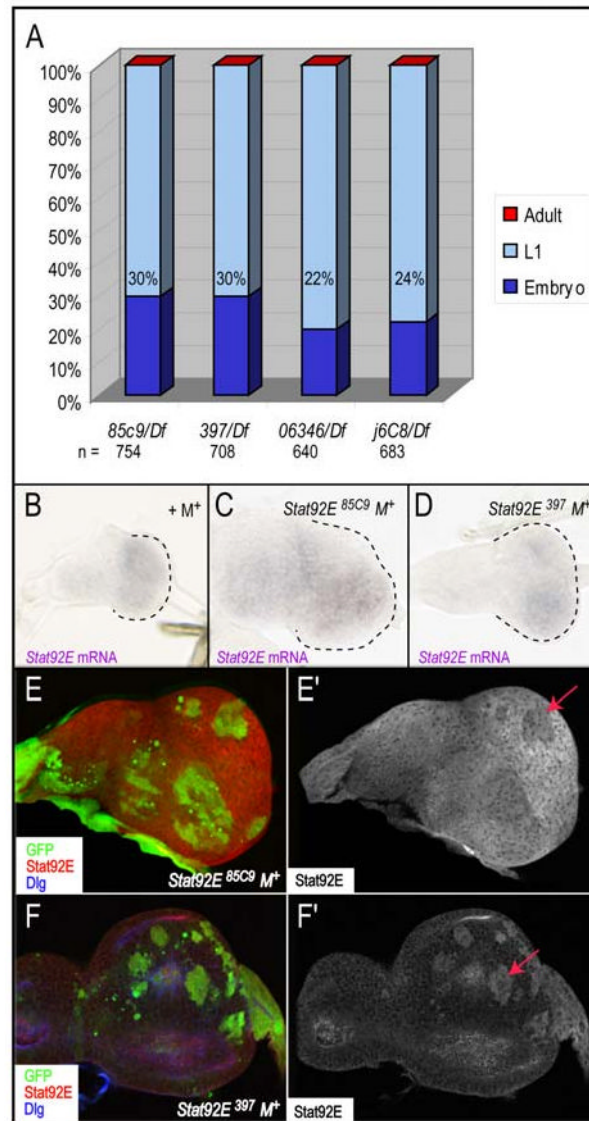 A
100%
90%
80%
70%
60%
50%
40%
30%
20%
10%
0%
30%
30%
22%
24%
Adult
L1
Embryo
85c9/Df
397/Df
06346/Df
j6C8/Df
n = 754
708
640
683
B
+ M+
Stat92E mRNA
C
Stat92E 85C9 M+
D
Stat92E 397 M+
Stat92E mRNA
E
GFP
Stat92E
Dlg
Stat92E 85C9 M+
E'
Stat92E
F
GFP
Stat92E
Dlg
Stat92E 397 M+
F'
Stat92E